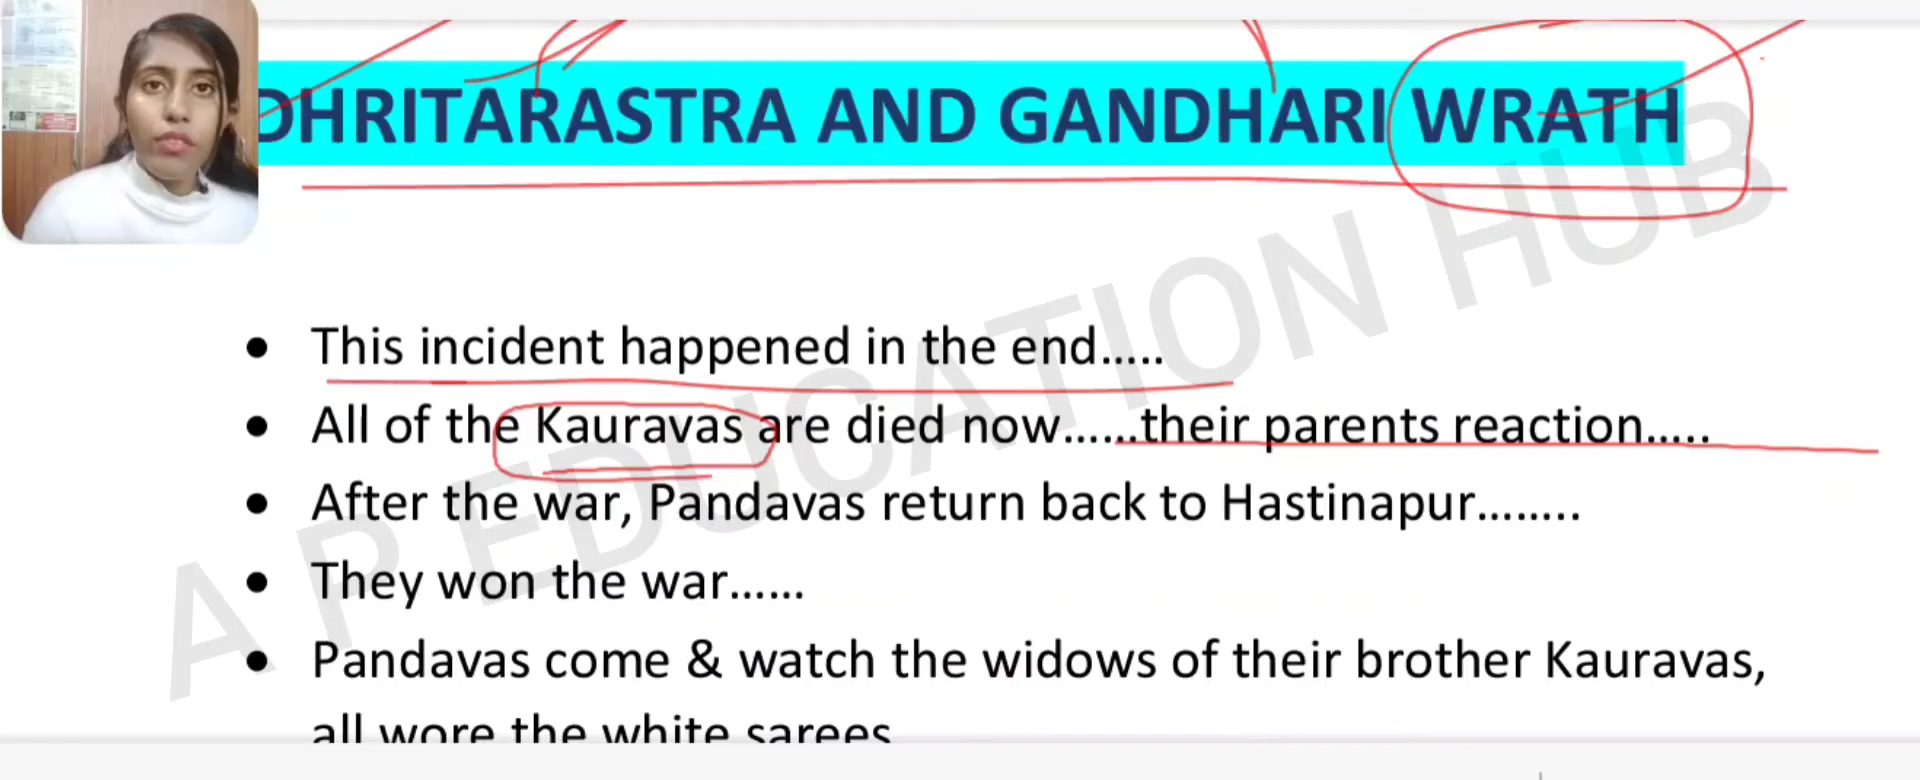 DHRITARASTRA AND GANDHARI WRATH
A P EDUCATION HUB
• This incident happened in the end.....
• All of the Kauravas are died now......their parents reaction.....
• After the war, Pandavas return back to Hastinapur........
• They won the war......
• Pandavas come & watch the widows of their brother Kauravas,
all wore the white sarees